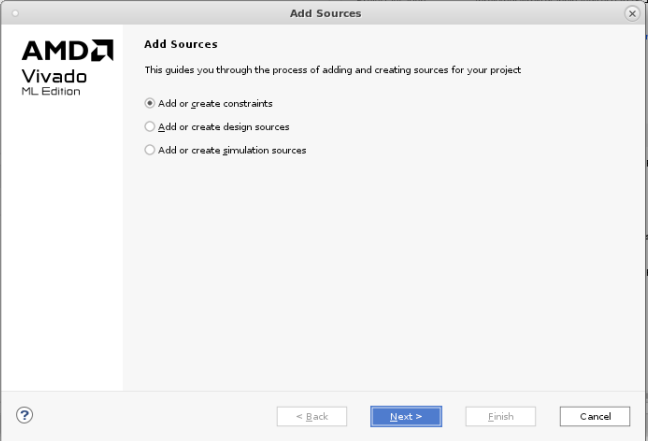 Add Sources
AMD
Vivado
ML Edition
Add Sources
This guides you through the process of adding and creating sources for your project
Add or create constraints
Add or create design sources
Add or create simulation sources
?
< Back
Next >
Finish
Cancel